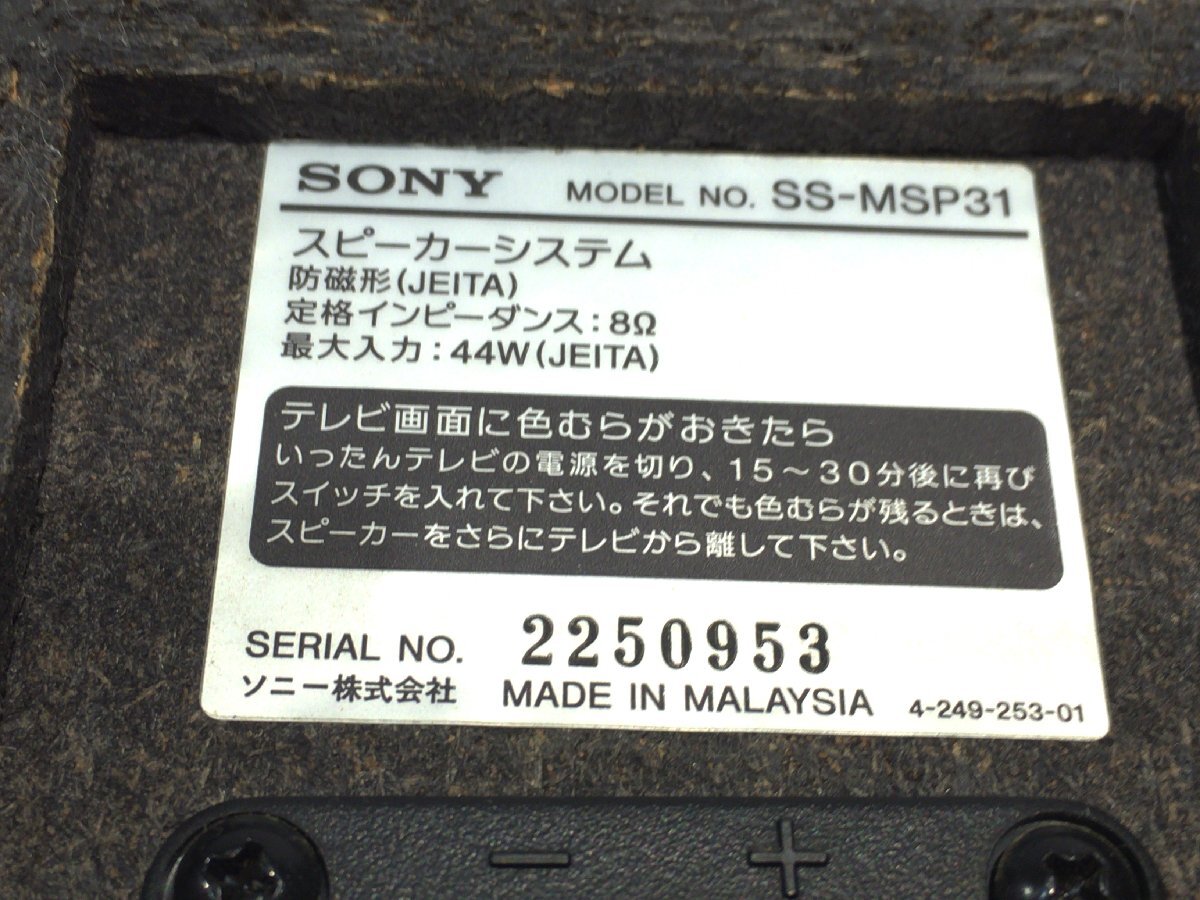 SONY MODEL NO. SS-MSP31
スピーカーシステム
防磁形(JEITA)
定格インピーダンス:8Ω
最大入力:44W(JEITA)
テレビ画面に色むらがおきたら
いったんテレビの電源を切り、15～30分後に再び
スイッチを入れて下さい。それでも色むらが残るときは、
スピーカーをさらにテレビから離して下さい。
SERIAL NO. 2250953
ソニー株式会社 MADE IN MALAYSIA 4-249-253-01
− +